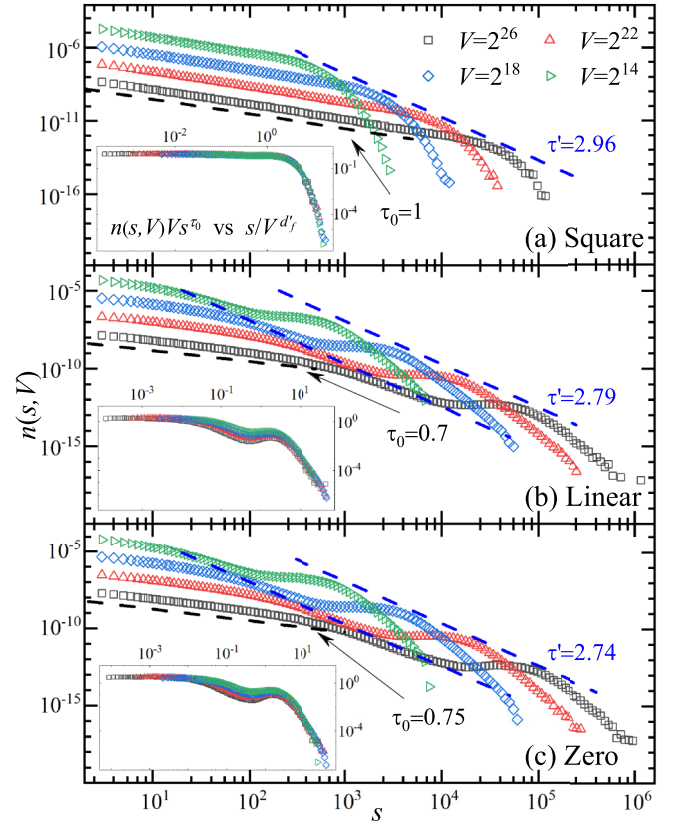 V=2^26
V=2^22
V=2^18
V=2^14
10^-6
10^-11
10^-16
τ'=2.96
τ0=1
10^-2
10^0
10^-1
10^-4
n(s,V)Vs^τ0 vs s/V^d'f
(a) Square
10^-5
10^-10
10^-15
τ'=2.79
τ0=0.7
10^-3
10^-1
10^1
10^0
10^-4
(b) Linear
n(s,V)
10^-5
10^-10
10^-15
τ'=2.74
τ0=0.75
10^-3
10^-1
10^1
10^0
10^-4
(c) Zero
10^1
10^2
10^3
10^4
10^5
10^6
s